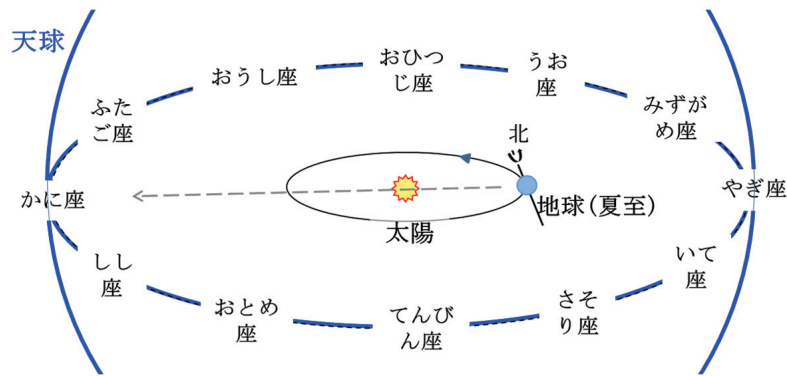 天球
おひつ
じ座
うお
座
おうし座
みずが
め座
ふた
ご座
北
かに座
やぎ座
地球(夏至)
太陽
しし
座
いて
座
おとめ
座
てんび
ん座
さそ
り座